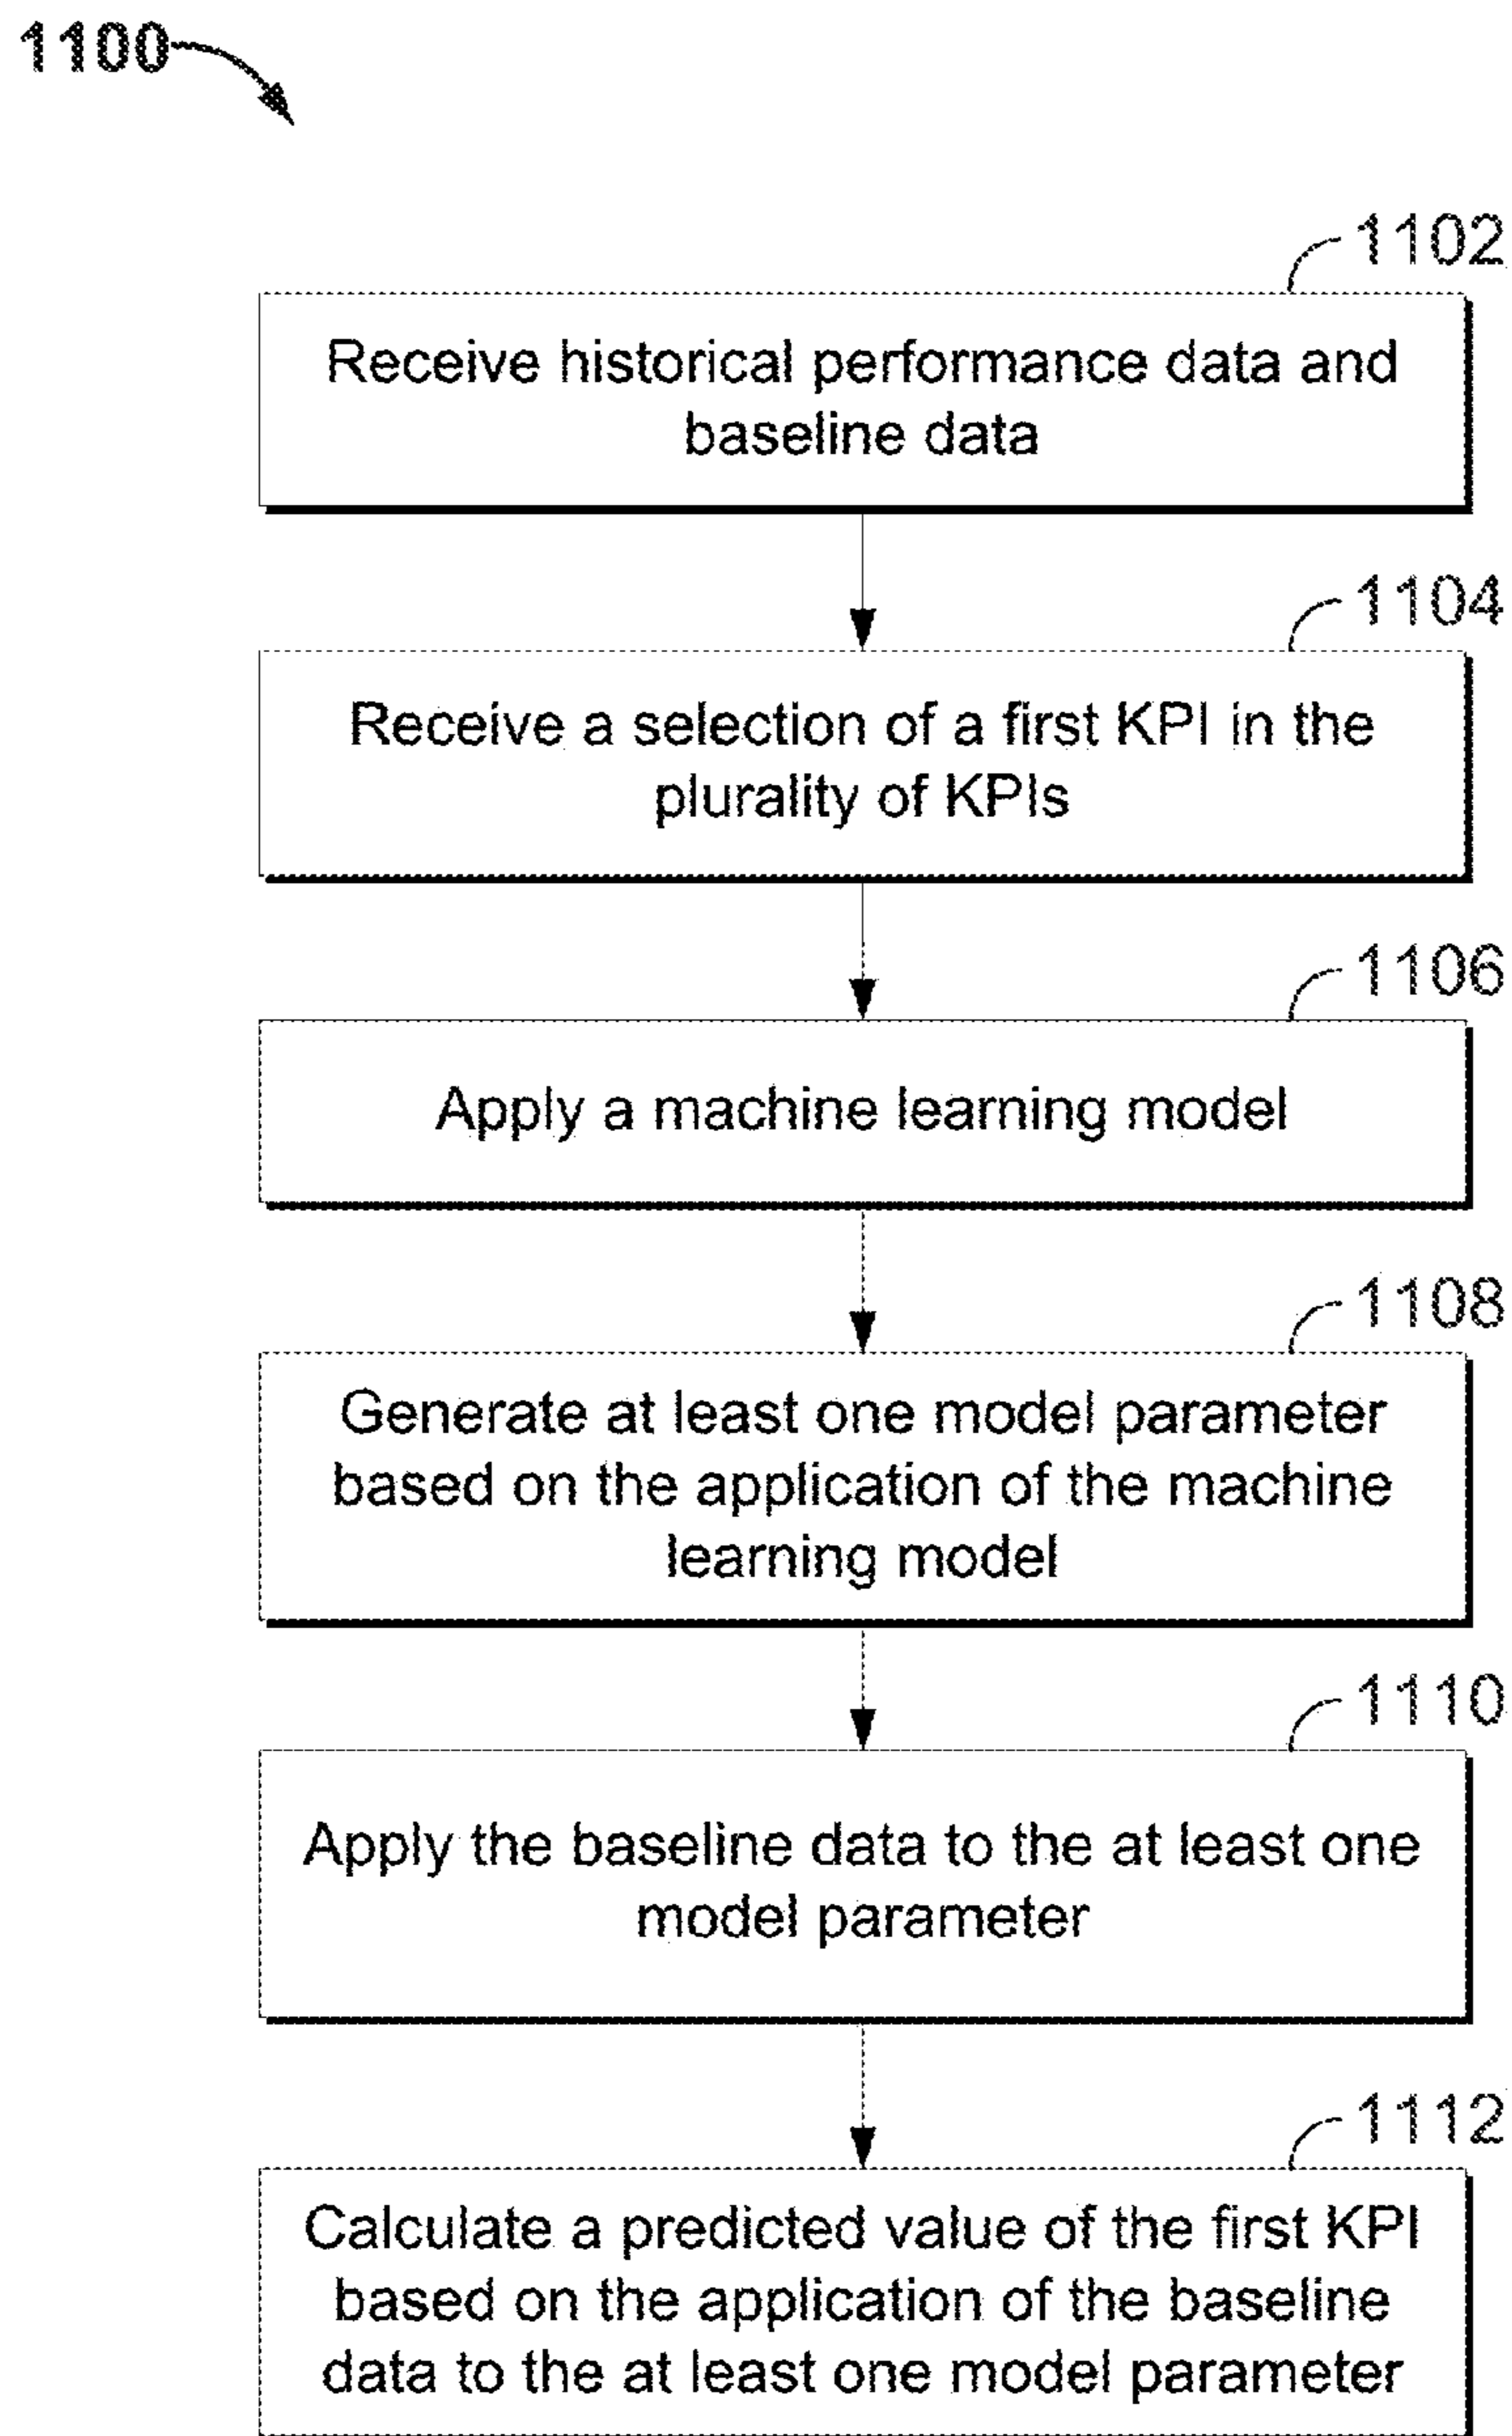 1100
1102
Receive historical performance data and
baseline data
1104
Receive a selection of a first KPI in the
plurality of KPIs
1106
Apply a machine learning model
1108
Generate at least one model parameter
based on the application of the machine
learning model
1110
Apply the baseline data to the at least one
model parameter
1112
Calculate a predicted value of the first KPI
based on the application of the baseline
data to the at least one model parameter